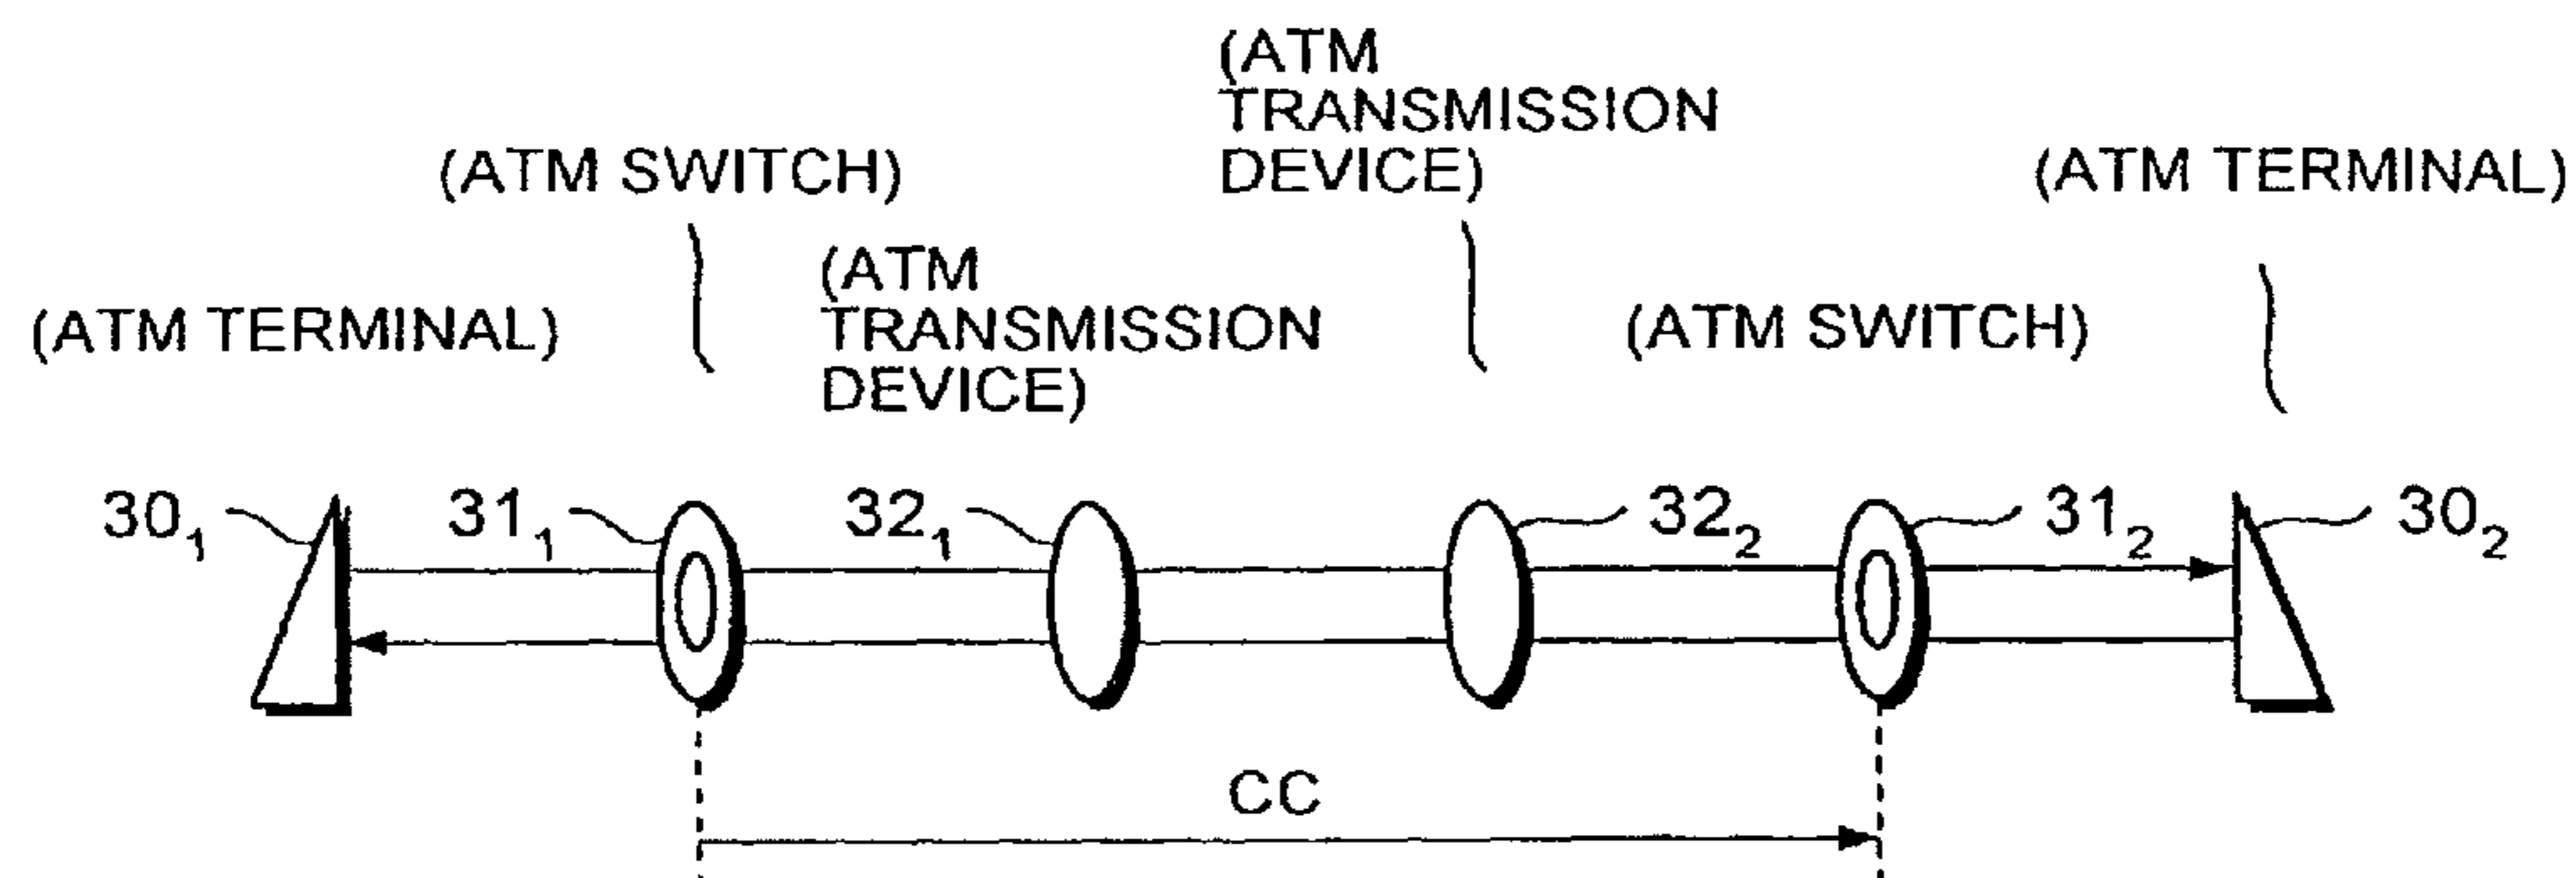 (ATM
TRANSMISSION
DEVICE)
(ATM SWITCH)
(ATM TERMINAL)
(ATM
TRANSMISSION
DEVICE)
(ATM TERMINAL)
(ATM SWITCH)
30₁ 31₁ 32₁ 32₂ 31₂ 30₂
CC